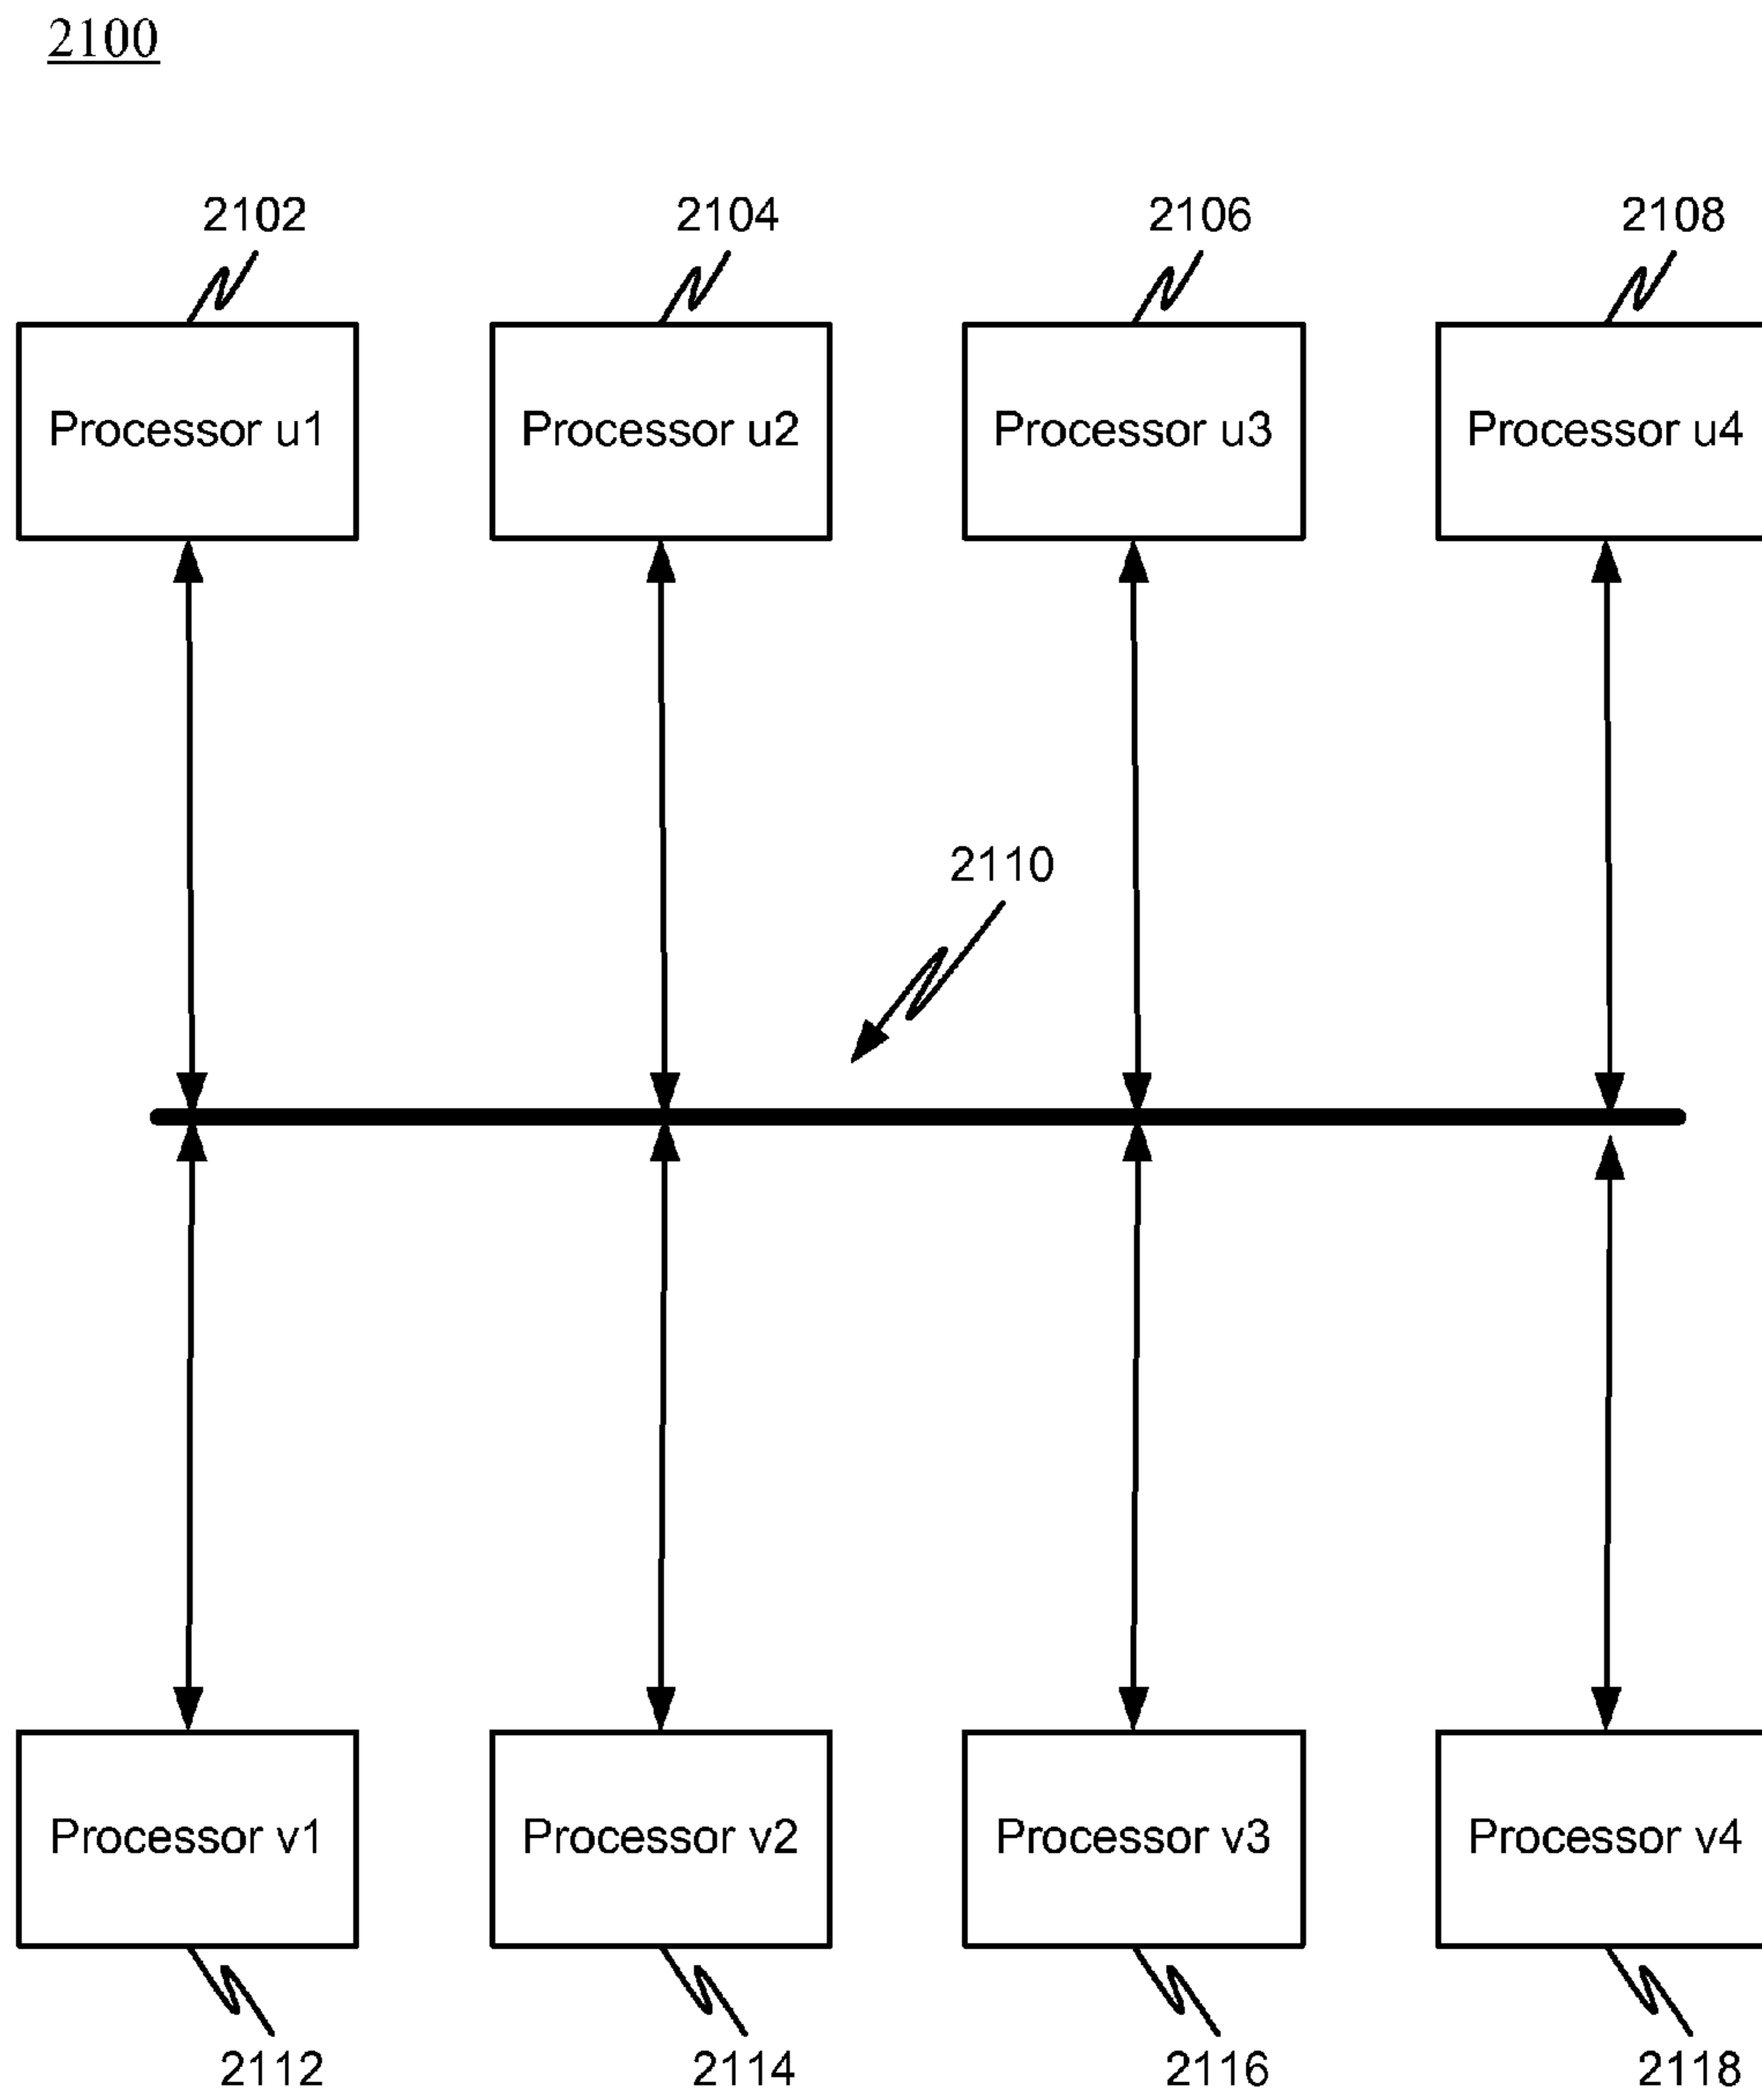 2100
2102 2104 2106 2108
Processor u1 Processor u2 Processor u3 Processor u4
2110
Processor v1 Processor v2 Processor v3 Processor v4
2112 2114 2116 2118